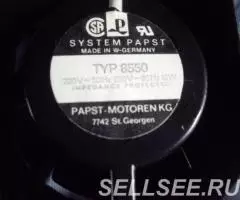 SYSTEM PAPST
MADE IN W-GERMANY
TYP 8550
IMPEDANCE PROTECTED
PAPST-MOTOREN KG
7742 St. Georgen
SELLSEE.RU